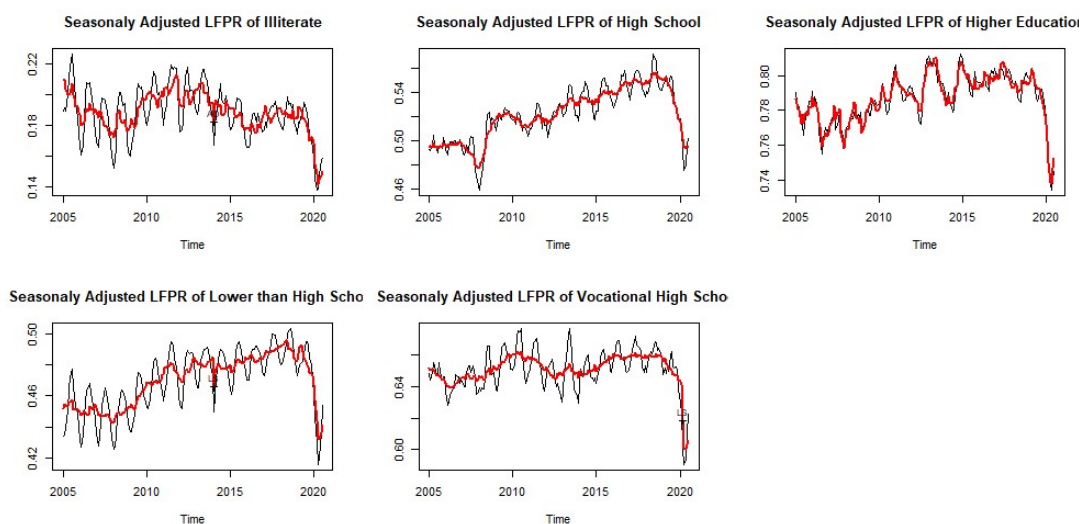 Seasonaly Adjusted LFPR of Illiterate
0.22
0.18
0.14
2005 2010 2015 2020
Time
Seasonaly Adjusted LFPR of High School
0.54
0.50
0.46
2005 2010 2015 2020
Time
Seasonaly Adjusted LFPR of Higher Education
0.80
0.78
0.76
0.74
2005 2010 2015 2020
Time
Seasonaly Adjusted LFPR of Lower than High Scho
0.50
0.46
0.42
2005 2010 2015 2020
Time
Seasonaly Adjusted LFPR of Vocational High Scho
0.64
0.60
LS
2005 2010 2015 2020
Time